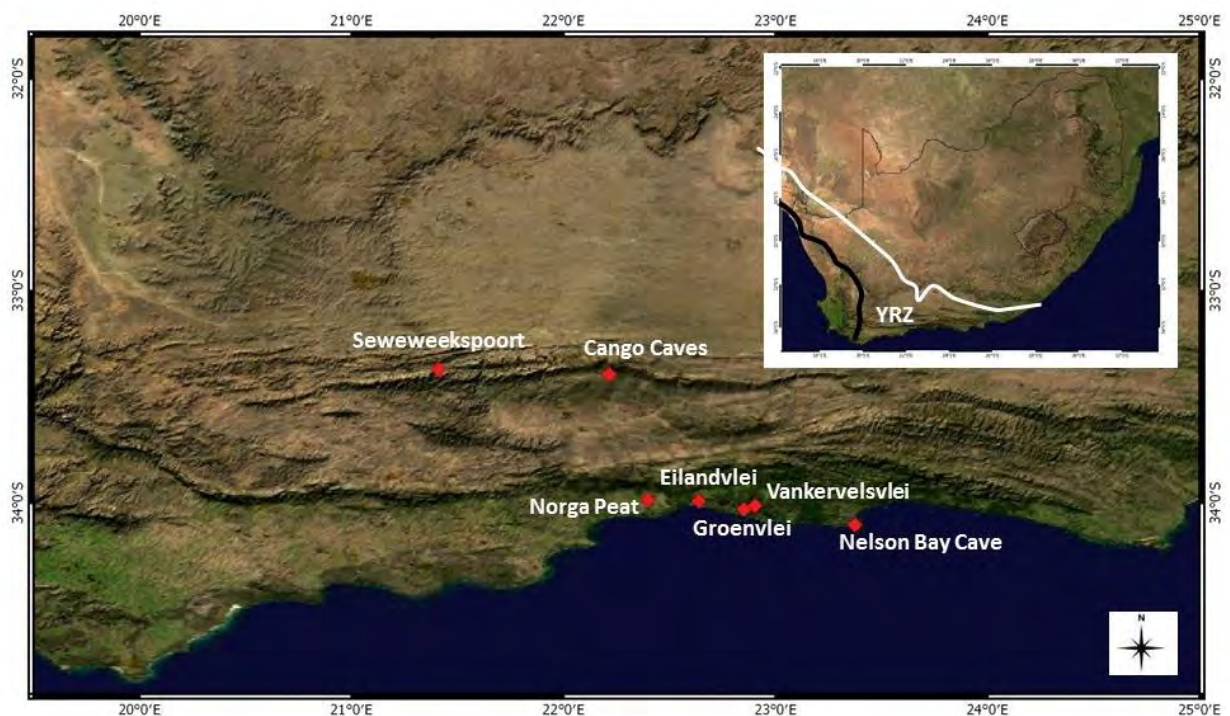 20°0'E 21°0'E 22°0'E 23°0'E 24°0'E 25°0'E
32°0'S 32°0'S
33°0'S 33°0'S
YRZ
Seweweekspoort
Cango Caves
Eilandvlei
Vankervelsvlei
Norga Peat
34°0'S 34°0'S
Groenvlei
Nelson Bay Cave
N
20°0'E 21°0'E 22°0'E 23°0'E 24°0'E 25°0'E